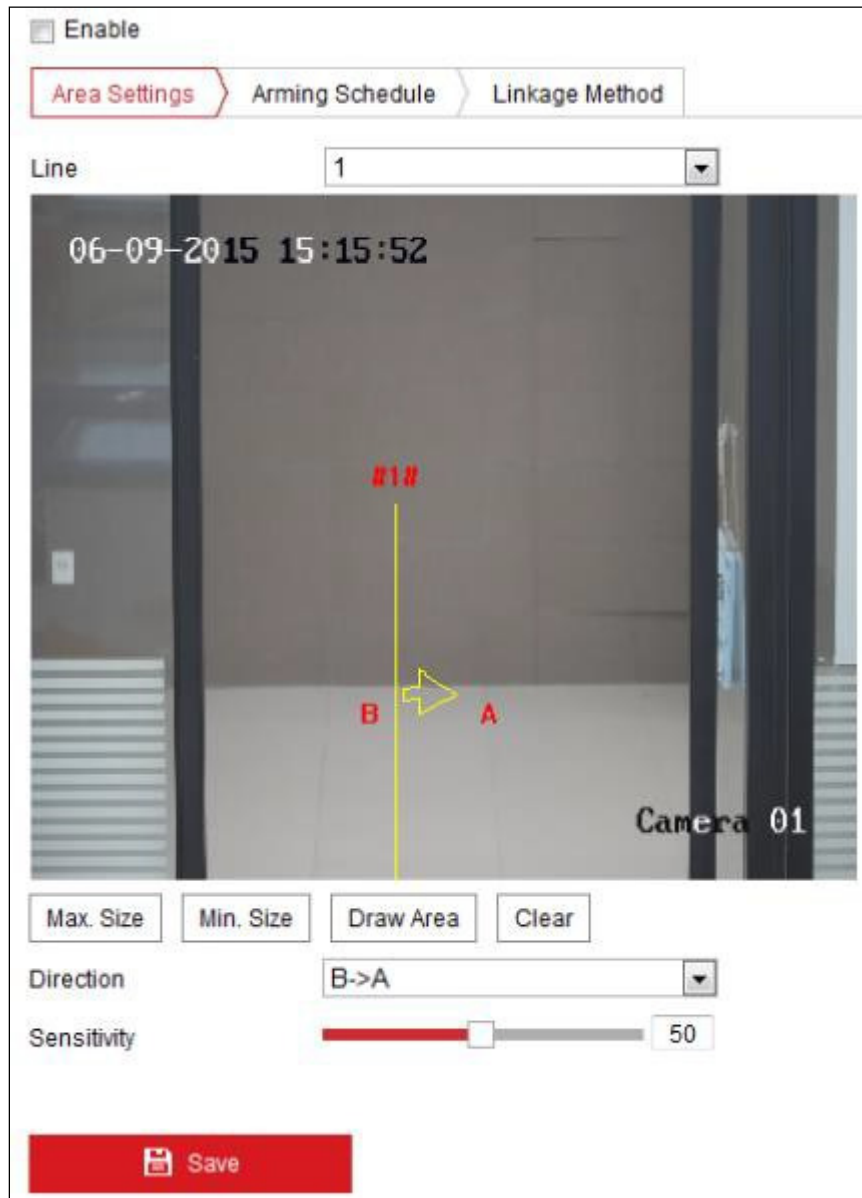 Enable
Area Settings
Arming Schedule
Linkage Method
Line
1
06-09-2015 15:15:52
#1#
B
A
Camera 01
Max. Size
Min. Size
Draw Area
Clear
Direction
B->A
Sensitivity
50
Save